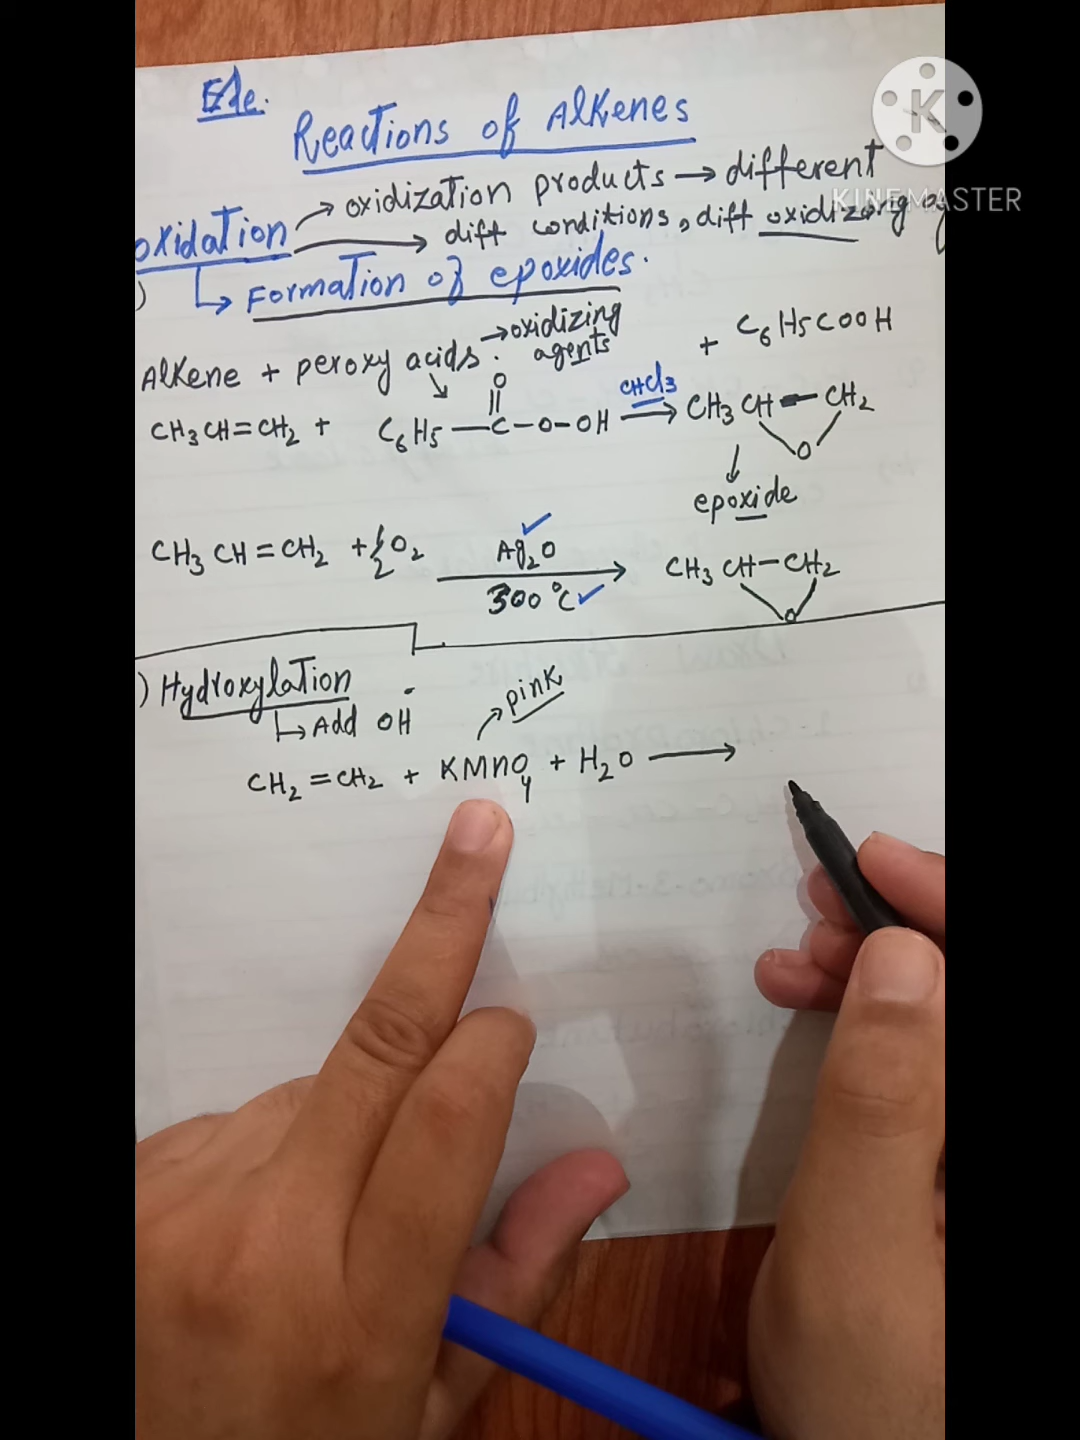 Reactions of Alkenes
K
KINEMASTER
oxidation → oxidization products → different
→ diff conditions, diff oxidizong ag
) ↳ Formation of epoxides.
Alkene + peroxy acids. → oxidizing agents
+ C6H5COOH
CH3CH=CH2 + C6H5—C(=O)—O—OH —CHCl3→ CH3CH—CH2
O
epoxide
CH3CH=CH2 + 1/2O2 Ag2O → CH3CH—CH2
300°C O
) Hydroxylation
↳ Add OH
→ pink
CH2=CH2 + KMnO4 + H2O →